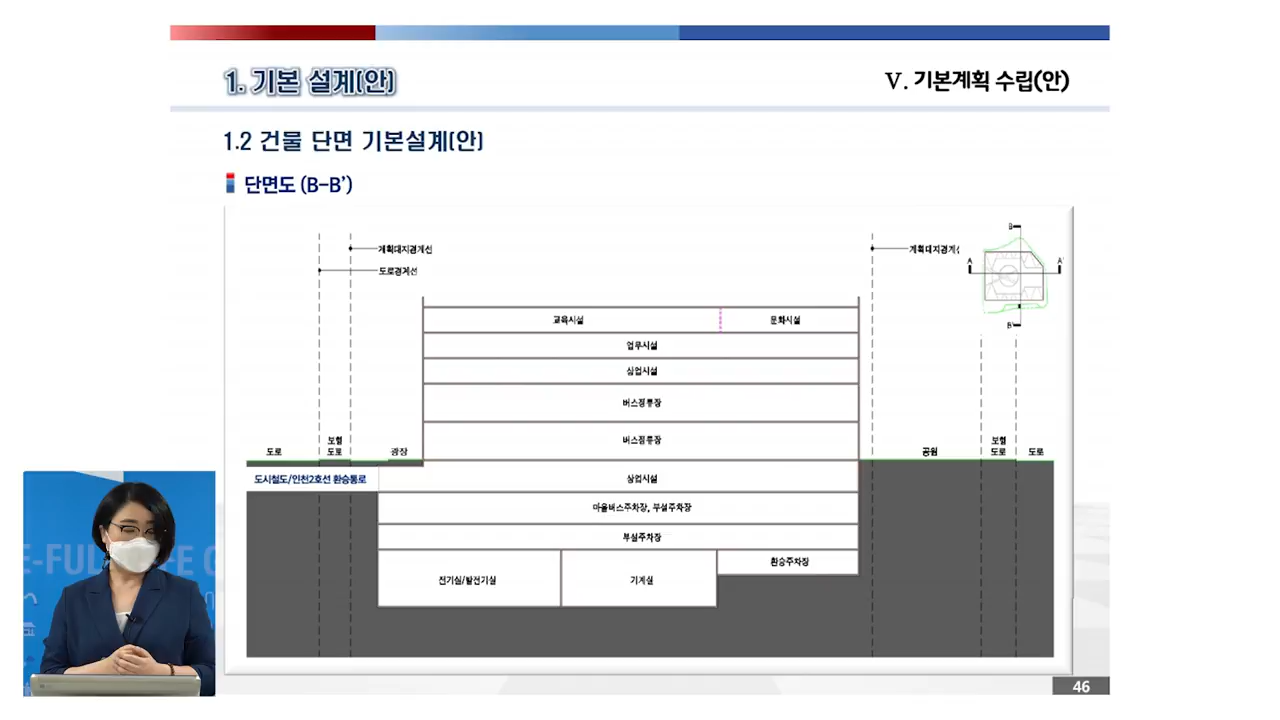 1. 기본 설계(안)
V. 기본계획 수립(안)
1.2 건물 단면 기본설계(안)
단면도 (B-B')
계획대지경계선
도로경계선
계획대지경계
B
A
A'
B'
교육시설
문화시설
업무시설
상업시설
버스정류장
버스정류장
도로
보행
도로
광장
공원
보행
도로
도로
도시철도/인천2호선 환승통로
상업시설
마을버스주차장, 부설주차장
부설주차장
환승주차장
전기실/발전기실
기계실
46